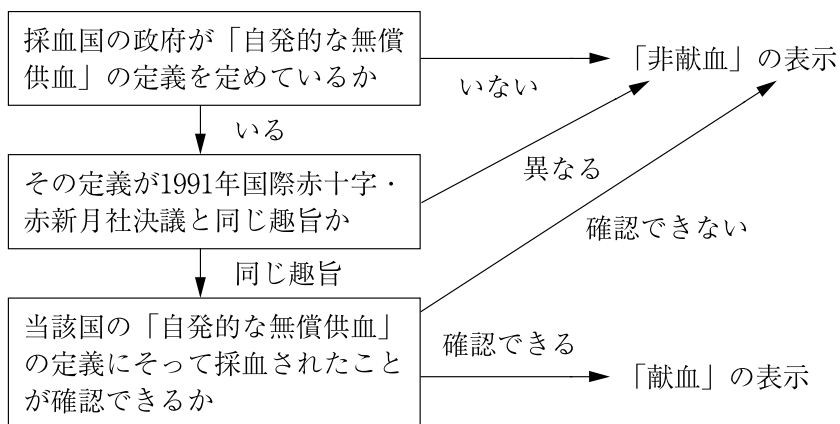 採血国の政府が「自発的な無償
供血」の定義を定めているか
いない
「非献血」の表示
いる
その定義が1991年国際赤十字・
赤新月社決議と同じ趣旨か
異なる
確認できない
同じ趣旨
当該国の「自発的な無償供血」
の定義にそって採血されたこと
が確認できるか
確認できる
「献血」の表示